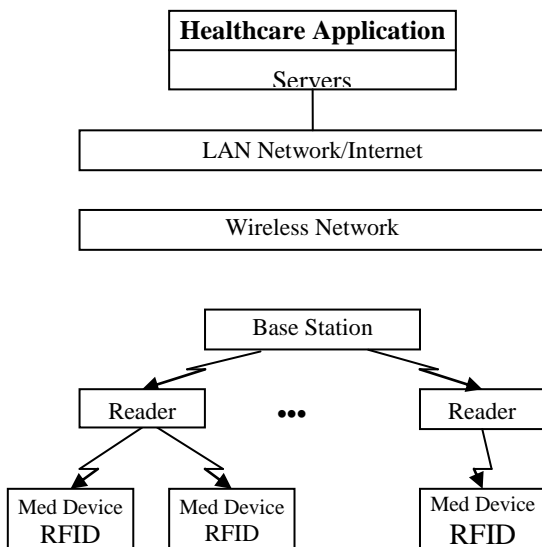 Healthcare Application
Servers
LAN Network/Internet
Wireless Network
Base Station
Reader ••• Reader
Med Device Med Device Med Device
RFID RFID RFID